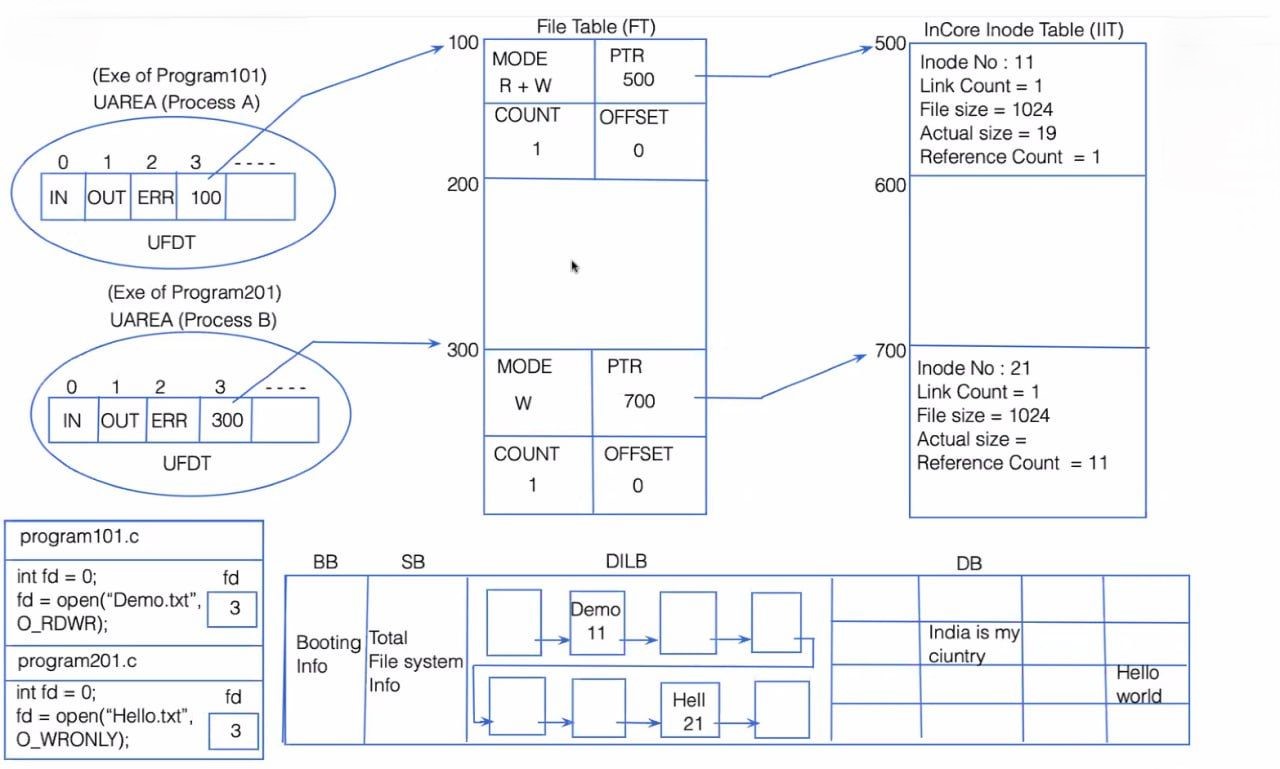 File Table (FT)
InCore Inode Table (IIT)
(Exe of Program101)
UAREA (Process A)
0 1 2 3 ----
IN OUT ERR 100
UFDT
(Exe of Program201)
UAREA (Process B)
0 1 2 3 ----
IN OUT ERR 300
UFDT
100
MODE PTR
R + W 500
COUNT OFFSET
1 0
200
300
MODE PTR
W 700
COUNT OFFSET
1 0
500
Inode No : 11
Link Count = 1
File size = 1024
Actual size = 19
Reference Count = 1
600
700
Inode No : 21
Link Count = 1
File size = 1024
Actual size =
Reference Count = 11
program101.c
int fd = 0; fd
fd = open(“Demo.txt”, 3
O_RDWR);
program201.c
int fd = 0; fd
fd = open(“Hello.txt”, 3
O_WRONLY);
BB SB DILB DB
Booting
Info
Total
File system
Info
Demo
11
Hell
21
India is my
ciuntry
Hello
world